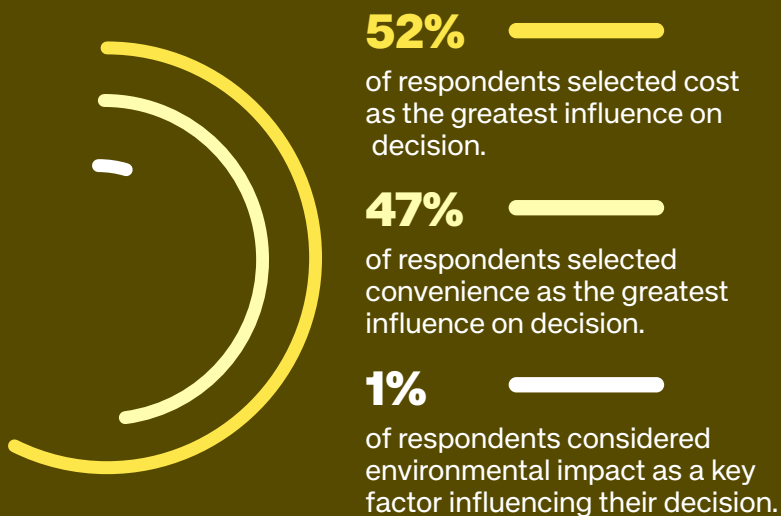 52%
of respondents selected cost
as the greatest influence on
decision.
47%
of respondents selected
convenience as the greatest
influence on decision.
1%
of respondents considered
environmental impact as a key
factor influencing their decision.